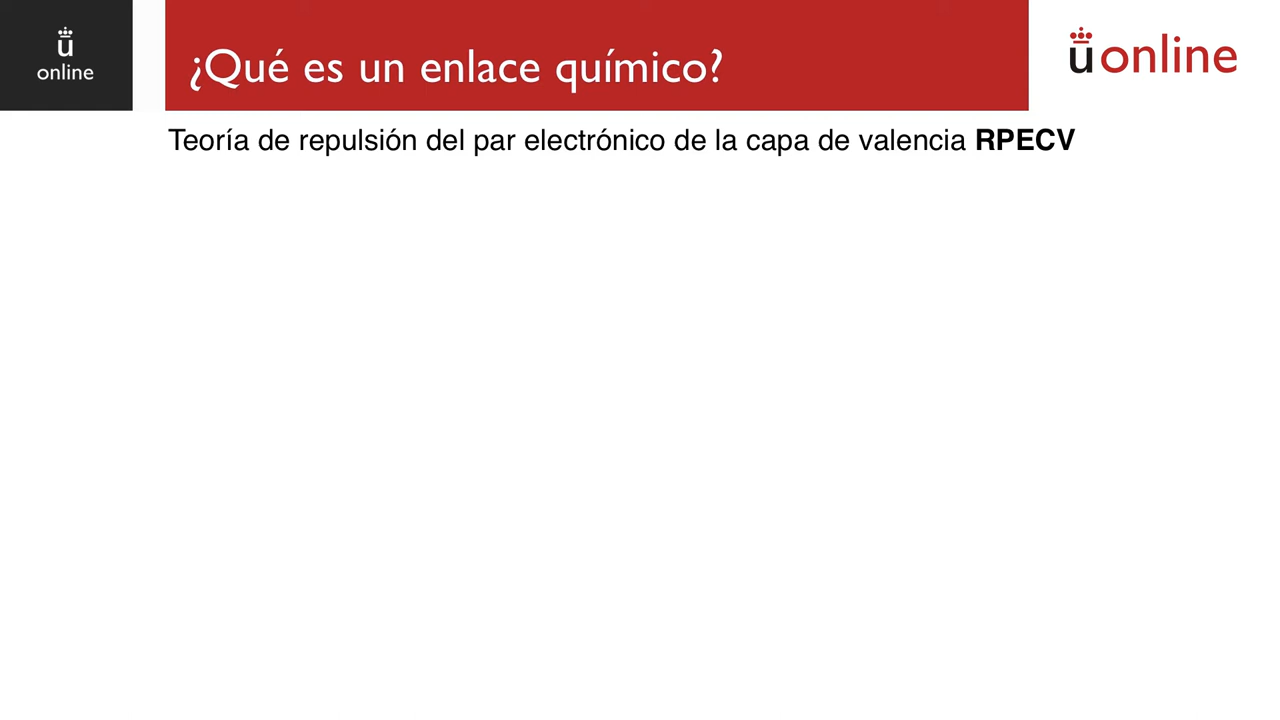 ü
online
¿Qué es un enlace químico?
üonline
Teoría de repulsión del par electrónico de la capa de valencia RPECV